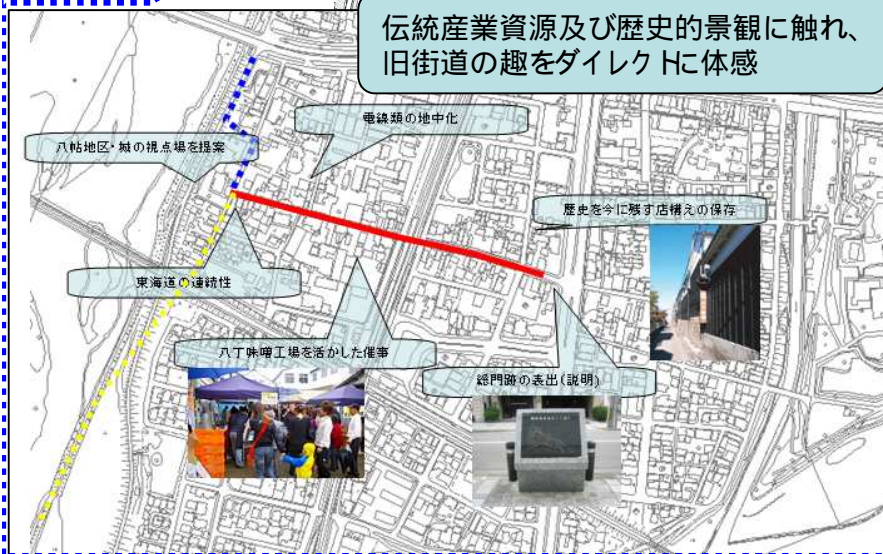 伝統産業資源及び歴史的景観に触れ、
旧街道の趣をダイレクトに体感
電線類の地中化
八帖地区・城の視点場を提案
歴史を今に残す店構えの保存
東海道の連続性
八丁味噌工場を活かした催事
総門跡の表出(説明)